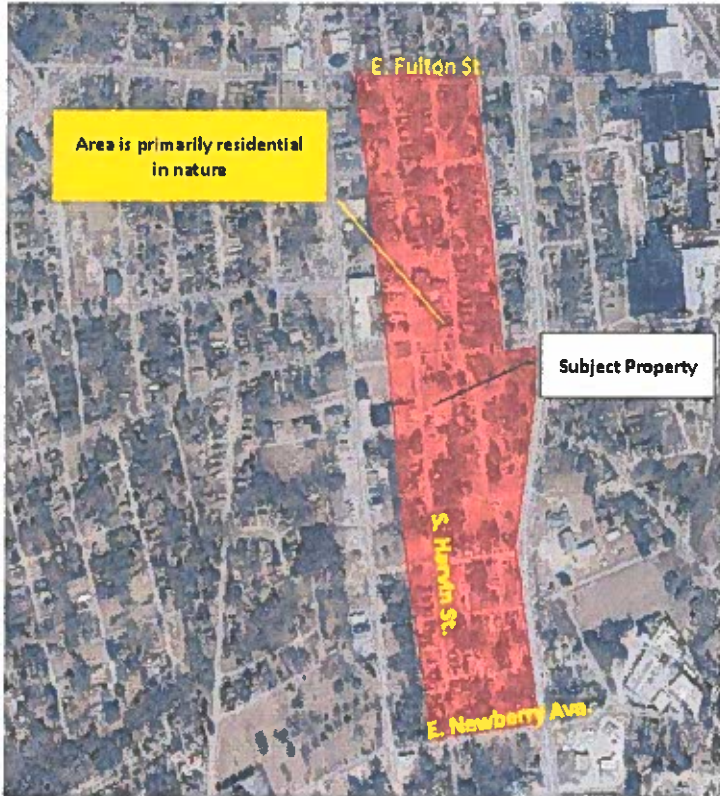 E. Fulton St
Area is primarily residential
in nature
Subject Property
S. Harvin St.
E. Newberry Ave.